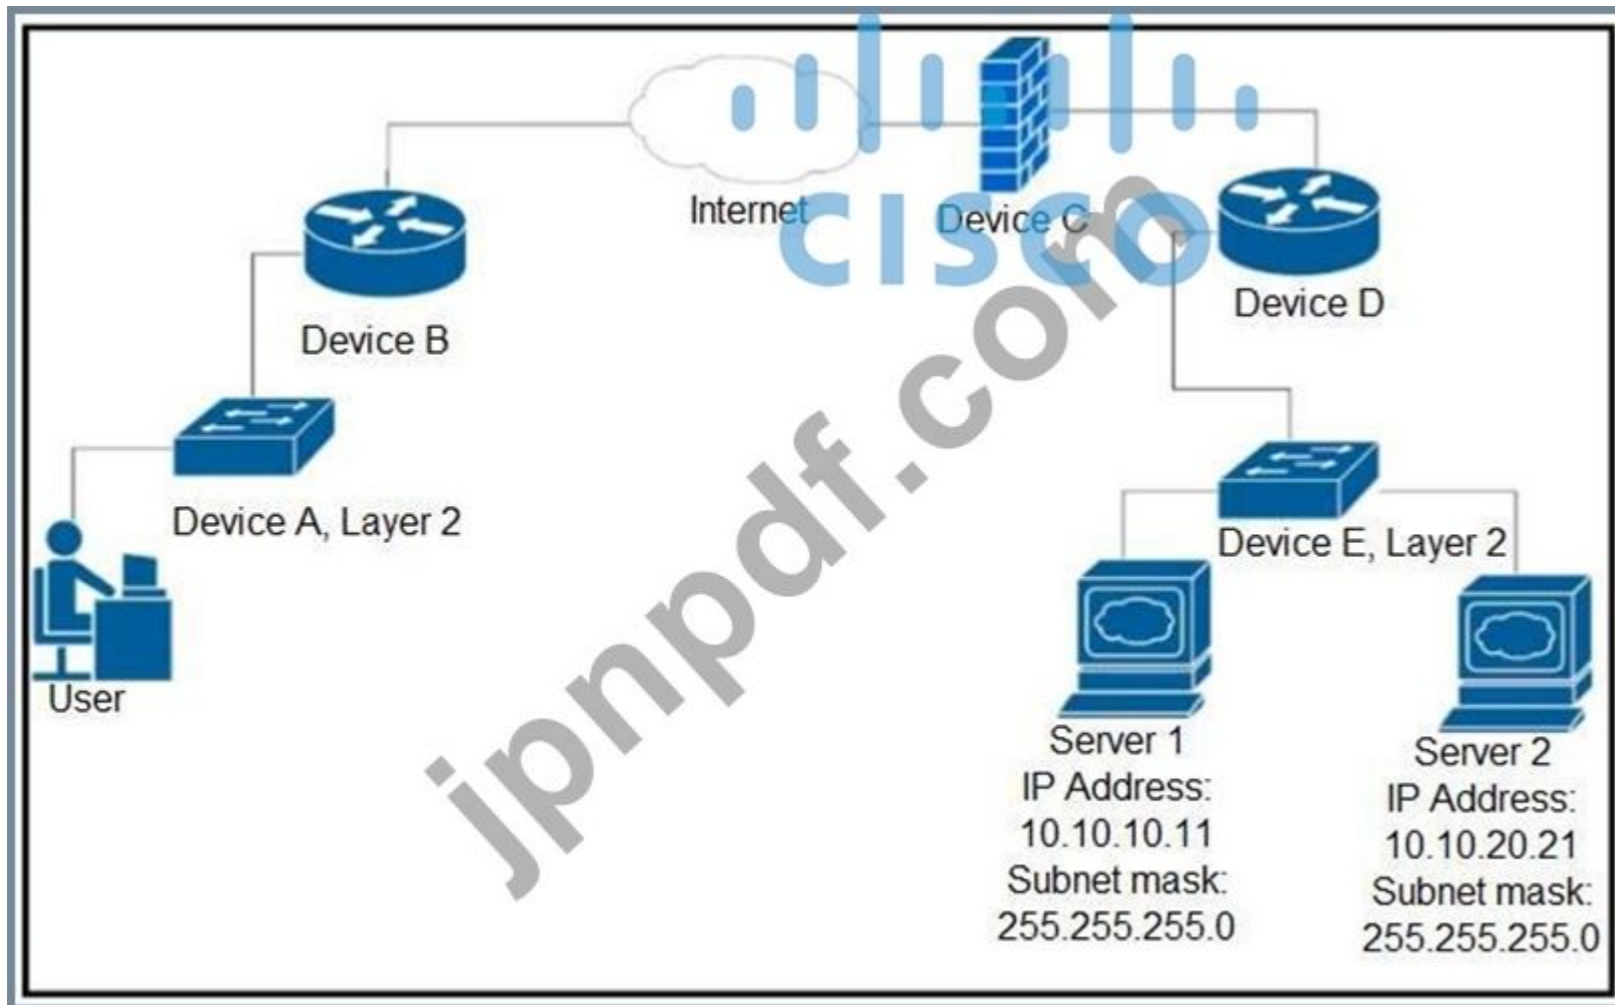 Internet
Device C
CISCO
Device D
Device B
Device A, Layer 2
Device E, Layer 2
User
Server 1
IP Address:
10.10.10.11
Subnet mask:
255.255.255.0
Server 2
IP Address:
10.10.20.21
Subnet mask:
255.255.255.0
jpnpdf.com